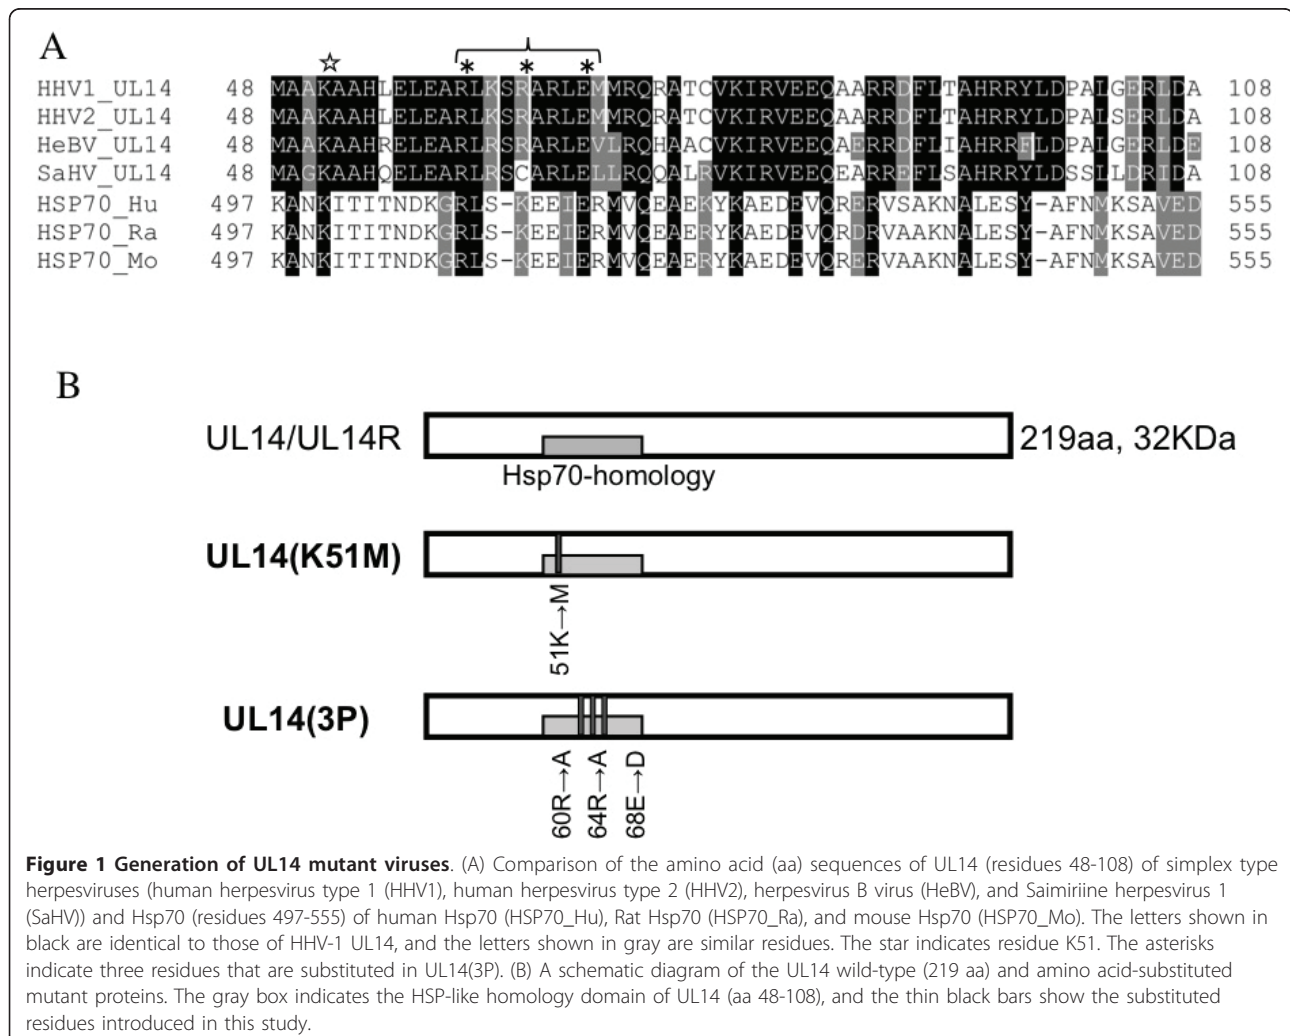 A
☆ * * *
HHV1_UL14 48 MAAKAAHLELEARLKSRARLEMMRQRATCVKIRVEEQAARRDFLTAHRRYLDPALGERLDA 108
HHV2_UL14 48 MAAKAAHLELEARLKSRARLEMMRQRATCVKIRVEEQAARRDFLTAHRRYLDPALSERLDA 108
HeBV_UL14 48 MAAKAAHRELEARLRSRARLEVLRQHAACVKIRVEEQAERRDFLIAHRRFLDPALGERLDE 108
SaHV_UL14 48 MAGKAAHQELEARLRSCARLELLRQQALRVKIRVEEQEARREFLSAHRRYLDSSLLDRIDA 108
HSP70_Hu 497 KANKITITNDKGRLS-KEEIERMVQEAEKYKAEDEVQRERVSAKNALESY-AFNMKSAVED 555
HSP70_Ra 497 KANKITITNDKGRLS-KEEIERMVQEAERYKAEDEVQRDRVAAKNALESY-AFNMKSAVED 555
HSP70_Mo 497 KANKITITNDKGRLS-KEEIERMVQEAERYKAEDEVQRERVAAKNALESY-AFNMKSAVED 555
B
UL14/UL14R 219aa, 32KDa
Hsp70-homology
UL14(K51M)
51K→M
UL14(3P)
60R→A
64R→A
68E→D
Figure 1 Generation of UL14 mutant viruses. (A) Comparison of the amino acid (aa) sequences of UL14 (residues 48-108) of simplex type
herpesviruses (human herpesvirus type 1 (HHV1), human herpesvirus type 2 (HHV2), herpesvirus B virus (HeBV), and Saimiriine herpesvirus 1
(SaHV)) and Hsp70 (residues 497-555) of human Hsp70 (HSP70_Hu), Rat Hsp70 (HSP70_Ra), and mouse Hsp70 (HSP70_Mo). The letters shown in
black are identical to those of HHV-1 UL14, and the letters shown in gray are similar residues. The star indicates residue K51. The asterisks
indicate three residues that are substituted in UL14(3P). (B) A schematic diagram of the UL14 wild-type (219 aa) and amino acid-substituted
mutant proteins. The gray box indicates the HSP-like homology domain of UL14 (aa 48-108), and the thin black bars show the substituted
residues introduced in this study.